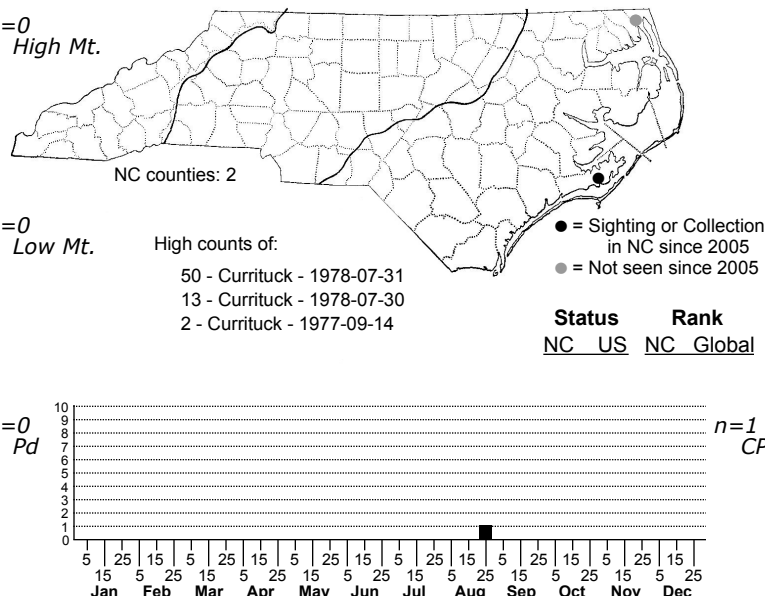 =0
High Mt.
NC counties: 2
=0
Low Mt.
High counts of:
50 - Currituck - 1978-07-31
13 - Currituck - 1978-07-30
2 - Currituck - 1977-09-14
● = Sighting or Collection
in NC since 2005
● = Not seen since 2005
Status Rank
NC US NC Global
=0
Pd
n=1
CP
10
9
8
7
6
5
4
3
2
1
0
5 25 15 5 25 15 5 25 15 5 25 15 5 25 15 5 25 15
15 5 25 15 5 25 15 5 25 15 5 25 15 5 25 15 5 25
Jan Feb Mar Apr May Jun Jul Aug Sep Oct Nov Dec